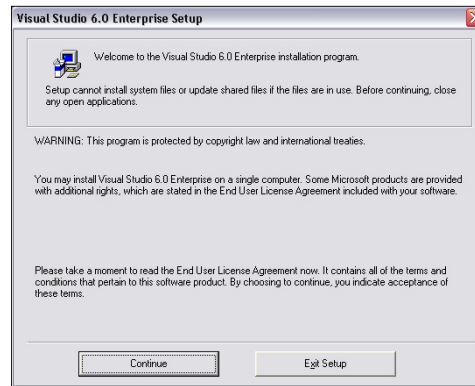 Visual Studio 6.0 Enterprise Setup
Welcome to the Visual Studio 6.0 Enterprise installation program.
Setup cannot install system files or update shared files if the files are in use. Before continuing, close
any open applications.
WARNING: This program is protected by copyright law and international treaties.
You may install Visual Studio 6.0 Enterprise on a single computer. Some Microsoft products are provided
with additional rights, which are stated in the End User License Agreement included with your software.
Please take a moment to read the End User License Agreement now. It contains all of the terms and
conditions that pertain to this software product. By choosing to continue, you indicate acceptance of
these terms.
Continue
Exit Setup